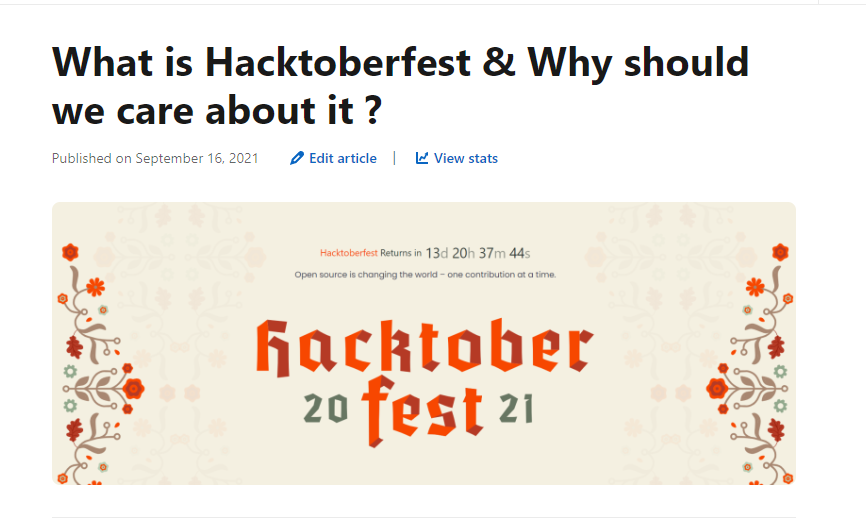 What is Hacktoberfest & Why should
we care about it ?
Published on September 16, 2021 Edit article | View stats
Hacktoberfest Returns in 13d 20h 37m 44s
Open source is changing the world – one contribution at a time.
hacktober
20 fest 21